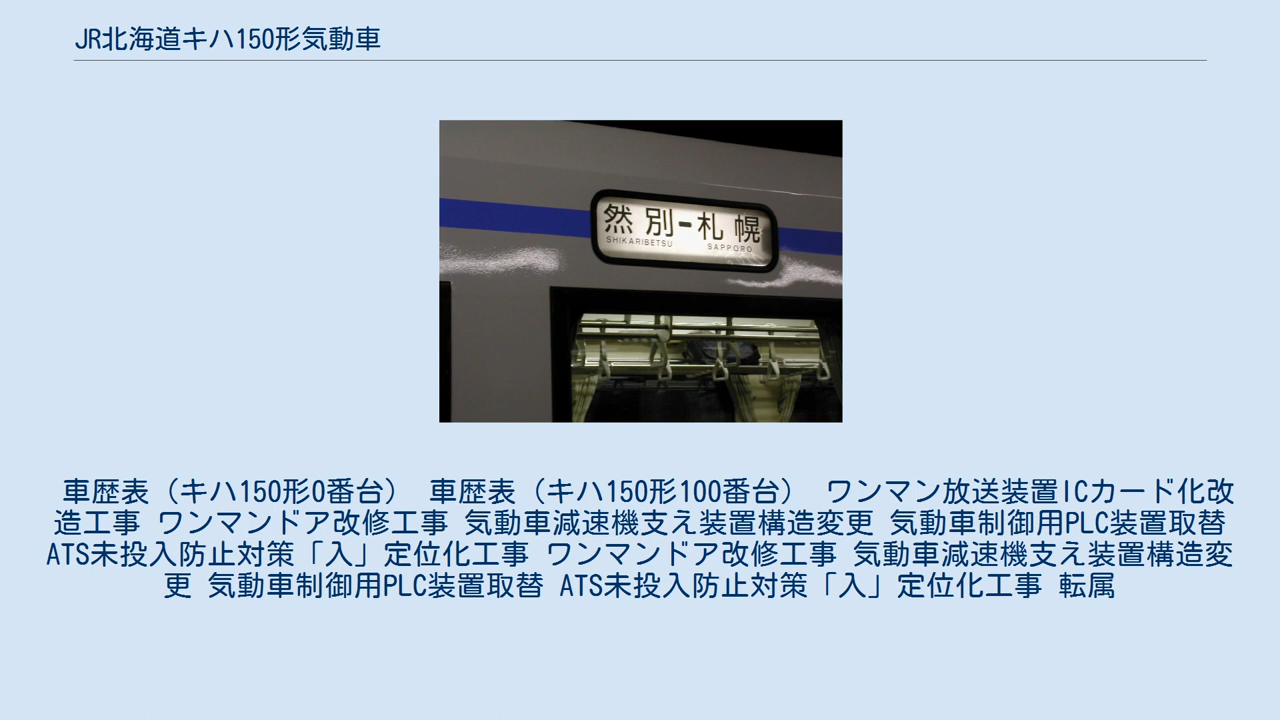 JR北海道キハ150形気動車
然別-札幌
SHIKARIBETSU SAPPORO
車歴表（キハ150形0番台） 車歴表（キハ150形100番台） ワンマン放送装置ICカード化改
造工事 ワンマンドア改修工事 気動車減速機支え装置構造変更 気動車制御用PLC装置取替
ATS未投入防止対策「入」定位化工事 ワンマンドア改修工事 気動車減速機支え装置構造変
更 気動車制御用PLC装置取替 ATS未投入防止対策「入」定位化工事 転属